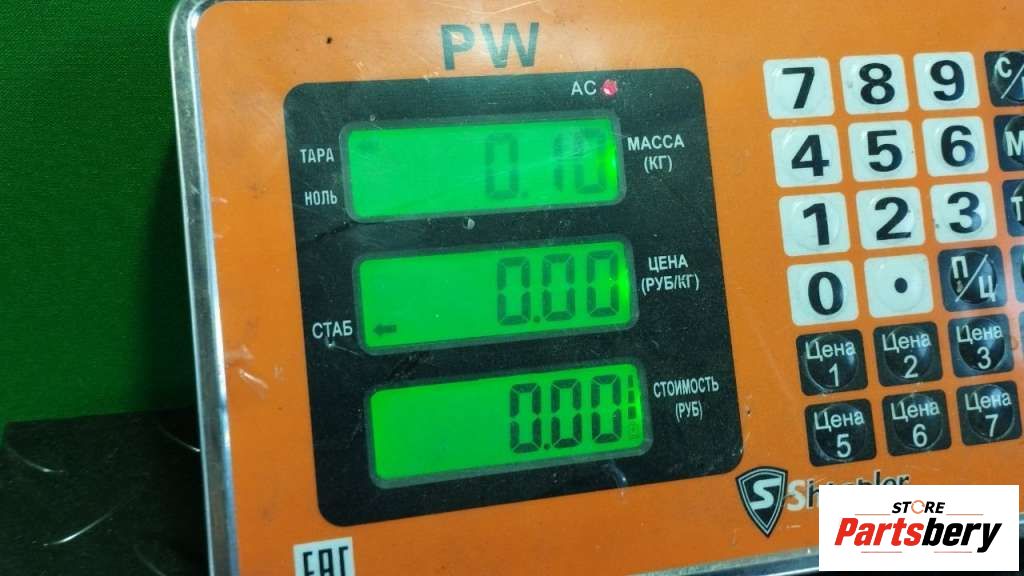 PW
AC
ТАРА
НОЛЬ
0.10
МАССА
(КГ)
0.00
ЦЕНА
(РУБ/КГ)
СТАБ
0.00
СТОИМОСТЬ
(РУБ)
7 8 9
4 5 6
1 2 3
0 . П/Ц
Цена 1
Цена 2
Цена 3
Цена 5
Цена 6
Цена 7
S
EAC
STORE
Partsbery